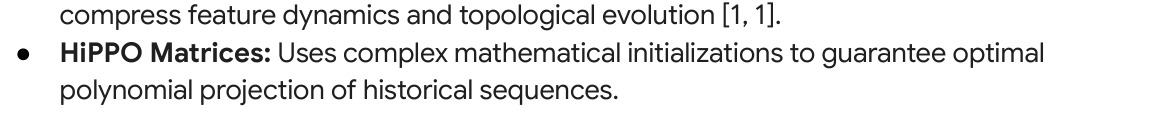 compress feature dynamics and topological evolution [1, 1].
● HiPPO Matrices: Uses complex mathematical initializations to guarantee optimal
polynomial projection of historical sequences.